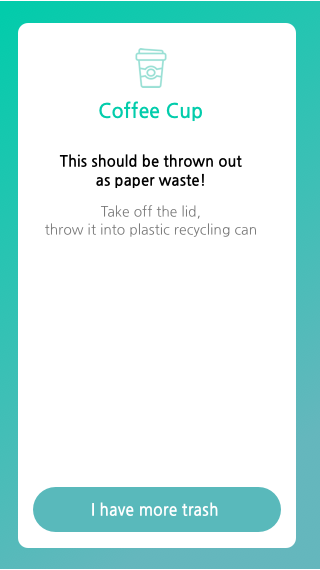 Coffee Cup
This should be thrown out
as paper waste!
Take off the lid,
throw it into plastic recycling can
I have more trash